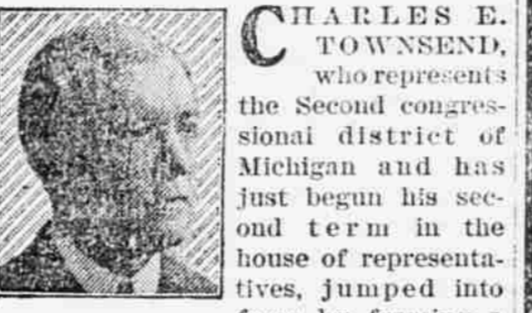 CHARLES E.
TOWNSEND,
who represents
the Second congres-
sional district of
Michigan and has
just begun his sec-
ond term in the
house of representa-
tives, jumped into